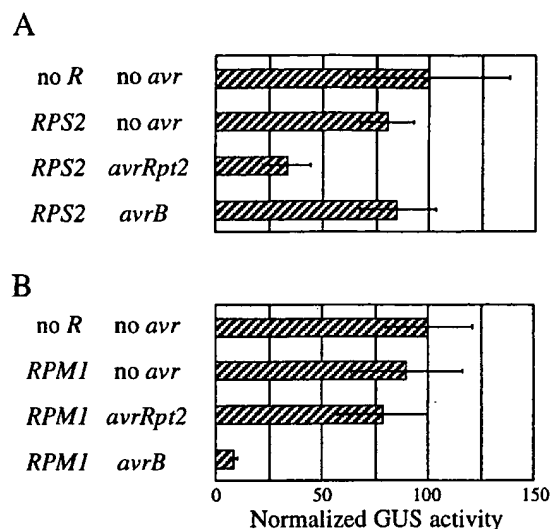 A
no R no avr
RPS2 no avr
RPS2 avrRpt2
RPS2 avrB
B
no R no avr
RPM1 no avr
RPM1 avrRpt2
RPM1 avrB
0 50 100 150
Normalized GUS activity